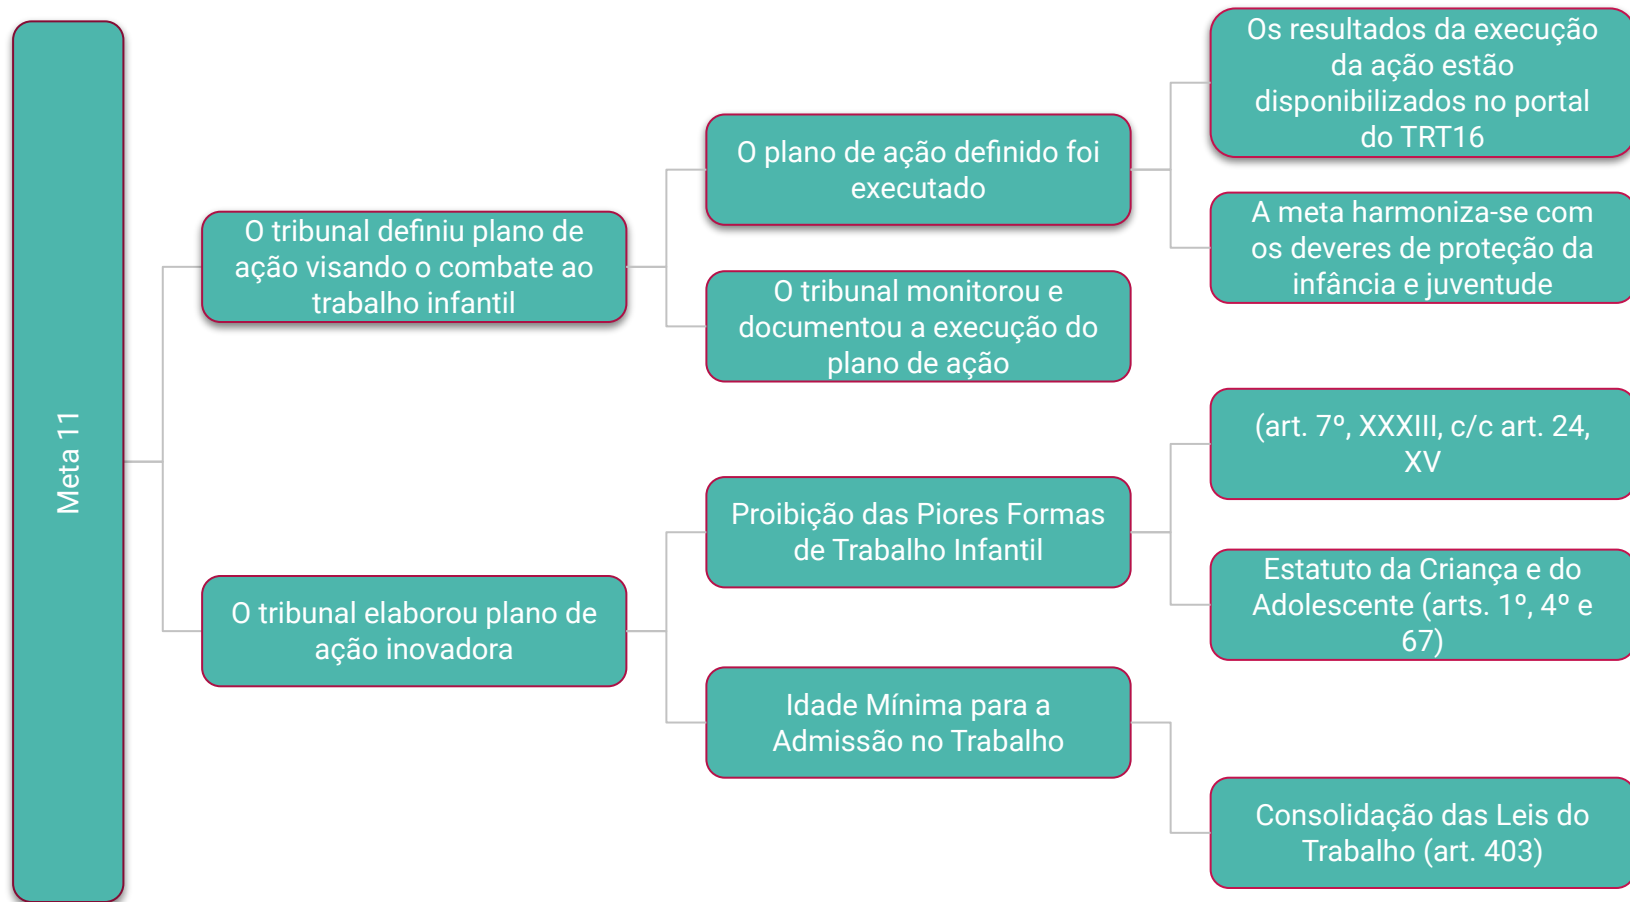 Meta 11
O tribunal definiu plano de
ação visando o combate ao
trabalho infantil
O plano de ação definido foi
executado
Os resultados da execução
da ação estão
disponibilizados no portal
do TRT16
A meta harmoniza-se com
os deveres de proteção da
infância e juventude
O tribunal monitorou e
documentou a execução do
plano de ação
O tribunal elaborou plano de
ação inovadora
Proibição das Piores Formas
de Trabalho Infantil
(art. 7º, XXXIII, c/c art. 24,
XV
Estatuto da Criança e do
Adolescente (arts. 1º, 4º e
67)
Idade Mínima para a
Admissão no Trabalho
Consolidação das Leis do
Trabalho (art. 403)